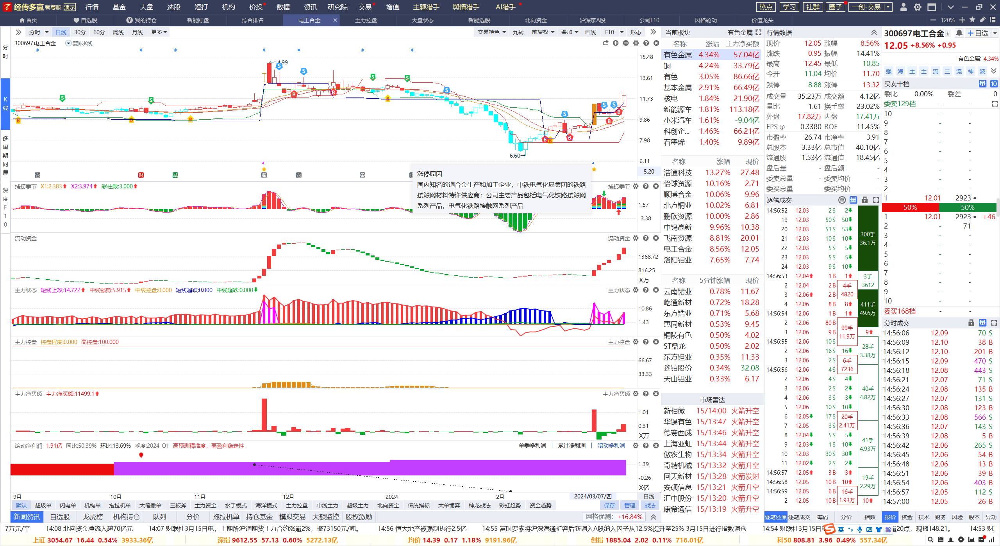 经传多赢 智尊版 演示 行情 基金 大盘 选股 短打 机构 价投 数据 资讯 研究院 交易 增值 主题猎手 舆情猎手 AI猎手 热点 学习 社群 圈子 一创-交易
首页 自选股 我的持仓 智能盯盘 综合排名 电工合金 主力控盘 大盘状态 智能选股 北向资金 沪深京A股 公司F10 风格轮动 价值龙头 120%
分时 日线 30分 60分 周线 月线 更多 交易特色 九转 前复权 叠加 画线 F10 形态
300697电工合金 慧眼K线
分时
K线
多周期同屏
深度F10
14.99
6.60
15.48
13.61
11.73
9.86
7.98
6.11
5.20
涨停原因
国内知名的铜合金生产和加工企业，中铁电气化局集团的铁路
接触网材料特许供应商；公司主要产品包括电气化铁路接触网
系列产品，电气化铁路接触网系列产品
捕捞季节 X1:2.383 X2:3.974 彩柱数:3.000 捕捞季节
1.57
-3.38
流动资金 流动资金
1368.72
816.25
X万
主力状态 短线上攻:14.722 中线强势:5.915 中线控盘:0.000 短线超跌:0.000 中线超跌:0.000 主力状态
10.86
1.43
主力控盘 控盘程度:0.000 高控盘:100.000 主力控盘
66.67
33.33
主力净买额 主力净买额:11499.1 主力净买额
1.01
0.31
X万
滚动净利润 1.91亿 同比:50.39% 环比:13.69% 季度:2024-Q1 高预测精准度，高盈利稳定性 单季净利润 累计净利润 滚动净利润
1.39
-0.26
X亿
9月 10月 11月 12月 2024 2月 2024/03/07/四 日线
默认 超级单 闪电单 机构单 拖拉机单 大笔撤单 三板斧 主力资金 水手模式 海洋模式 主力控盘 中线主力 超级主力 北向资金 传统指标 大单博弈 神龙战法 彩虹趋势 资金趋势 保存 管理 战法
新闻资讯 自选股 龙虎榜 机构持仓 队列 分价 拖拉机单 持仓基金 模拟交易 大额监控 股权激励 网格优测: +16.84%
当前板块 有色金属
名称 涨幅 主力净买额
有色金属 4.34% 57.04亿
铜 4.24% 33.79亿
有色 3.05% 86.66亿
基本金属 2.91% 66.49亿
核电 1.84% 21.90亿
新能源车 1.81% 113.18亿
小米汽车 1.61% -9.04亿
科创企... 1.46% 66.21亿
石墨烯 1.40% 9.89亿
名称 涨幅 现价
浩通科技 13.27% 27.48
怡球资源 10.16% 2.71
顺博合金 10.06% 9.96
北方铜业 10.02% 6.81
鹏欣资源 10.00% 2.86
中钨高新 9.96% 10.38
飞南资源 8.81% 20.01
电工合金 8.56% 12.05
洛阳钼业 7.65% 7.74
名称 5分钟涨幅 现价
云南锗业 0.78% 11.67
屹通新材 0.72% 18.28
东方锆业 0.71% 5.68
惠同新材 0.53% 9.45
铜陵有色 0.50% 4.02
ST鼎龙 0.50% 2.02
东方钽业 0.35% 11.33
鑫铂股份 0.34% 32.08
天山铝业 0.33% 6.17
市场雷达
新相微 15/14:00 火箭升空
华锡有色 15/13:47 火箭升空
德赛西威 15/13:46 火箭升空
上海亚虹 15/13:44 火箭升空
傲农生物 15/13:34 火箭升空
奇精机械 15/13:32 火箭升空
回天新材 15/13:28 火箭发射
安硕信息 15/13:21 火箭升空
汇中股份 15/13:20 火箭升空
康希通信 15/13:19 火箭升空
行情数据
现价 12.05 涨幅 8.56%
涨跌 0.95 振幅 14.41%
最高 12.45 最低 10.85
今开 11.04 均价 11.70
跌停 8.88 涨停 13.32
成交量 35.23万 成交额 4.12亿
量比 1.61 换手率 23.02%
外盘 17.82万 内盘 17.41万
EPS ③ 0.3380 ROE 11.45%
市盈率 26.74 市净率 3.91
总股本 3.33亿 总市值 40.10亿
流通股 1.53亿 流通值 18.45亿
盘后量 - 盘后额 -
委卖总量 - 委卖均价 -
委买总量 - 委买均价 -
逐笔成交 单 量
14:56:52 12.03 2 S 2
19 12.03 50 S 50
20 12.03 53 S 53
21 12.03 10 S 10
22 12.03 5 S 5
23 12.03 5 S 5
24 12.03 9 S 10
14:56:53 12.04 1 B 1
2 12.04 2 B
3 12.06 2 B
4 12.06 8 B 8
14:56:54 12.06 1 B 1
2 12.06 80 B
3 12.06 9 B
14:56:55 12.06 10 S
2 12.06 16 S 16
3 12.06 2 S
14:56:56 12.06 4 S
2 12.06 4 S 4
3 12.06 2 S 2
4 12.06 3 S 3
5 12.06 10 S 10
6 12.05 17 S
7 12.05 3 S
8 12.04 5 S 5
9 12.03 1 S 10
10 12.03 30 S 30
11 12.02 2 S 2
14:56:57 12.05 3 B 3
14:56:58 12.05 10 B 10
14:56:59 12.05 6 B
2 12.05 10 B
4手
4820
99手
11.9万
6手
7236
20手
2.41万
16手
1.93万
300手
36.1万
3手
3612
411手
49.6万
9
28手
3.38万
40手
4.82万
41手
4.93万
19手
2.29万
10
逐笔还原 逐笔成交 筹码 分价 指数
300697电工合金 自选
12.05 +8.56% +0.95
有色金属: 4.34%
强 海 主 主 流 三 流 神 波
买卖十档 量 10
委比 0.00% 委差 0
委卖129档 - -
10 - -
9 - -
8 - -
7 - -
6 - -
5 - -
4 - -
3 - -
2 - -
1 12.01 2923
50% 50%
1 12.01 2923 +46
2 - 71
3 - -
4 - -
5 - -
6 - -
7 - -
8 - -
9 - -
10 - -
委买168档 - -
分时成交 量
14:56:06 12.09 70 S
14:56:09 12.10 38 B
14:56:12 12.10 201 B
14:56:15 12.09 470 S
14:56:18 12.08 443 S
14:56:21 12.07 71 S
14:56:24 12.08 135 B
14:56:27 12.07 131 S
14:56:30 12.08 123 B
14:56:33 12.08 566 S
14:56:36 12.07 143 S
14:56:39 12.08 5 B
14:56:42 12.06 265 S
14:56:45 12.06 54 B
14:56:48 12.06 13 B
14:56:51 12.06 39 B
14:56:54 12.06 403 B
14:56:57 12.05 112 S
14:57:00 12.05 26 B
报价 资金 技术 财务 风险 股本 异动
7万元/平 14:08 北向资金净流入超70亿元 14:07 财联社3月15日电，上期所沪铜期货主力合约涨逾2%，报73150元/吨。 14:56 恒大地产被强制执行2.5亿 14:55 富时罗素将沪深港通扩容后新调入A股纳入因子从12.5%提升至25% 3月15日进行指数调仓 14:54 财联社3月15日 英 逾20点，现报148.21。 14:53 财
上证 3054.67 16.44 0.54% 3933.36亿 深指 9612.55 57.13 0.60% 5272.13亿 均价 14.39 0.17 1.18% 9191.96亿 创指 1885.04 2.02 0.11% 716.01亿 科50 808.81 3.96 0.49% 557.34亿